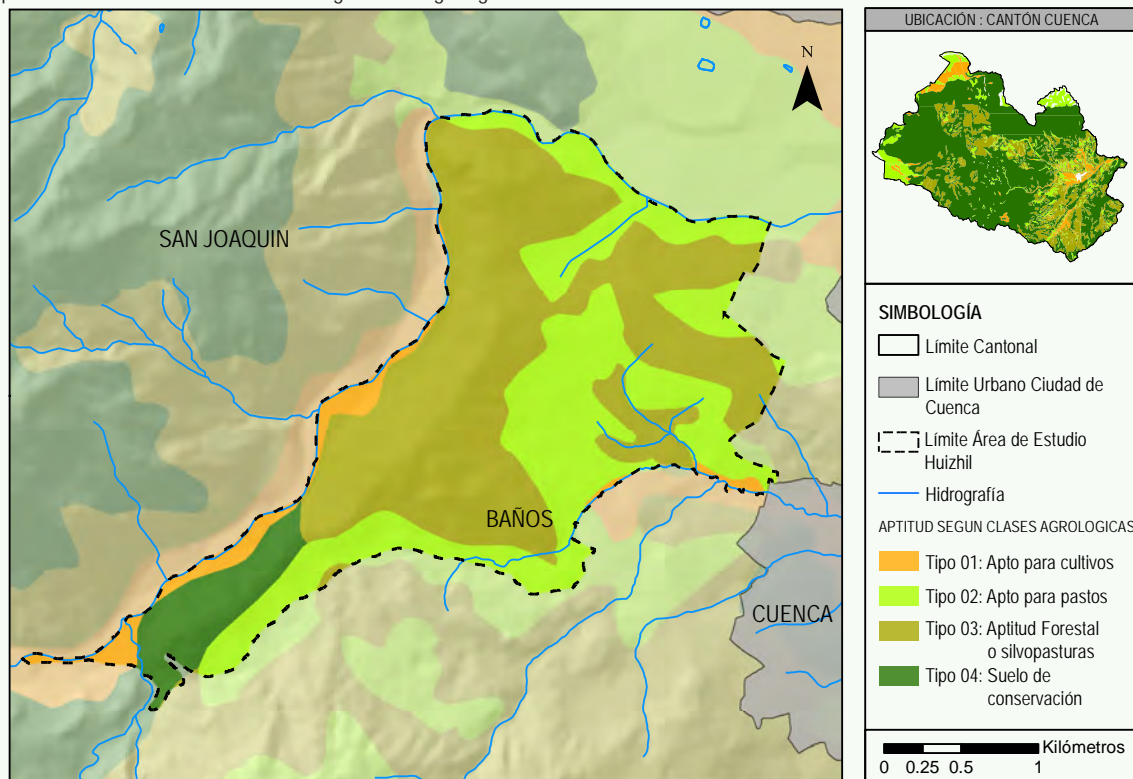 N
SAN JOAQUIN
BAÑOS
CUENCA
UBICACIÓN : CANTÓN CUENCA
SIMBOLOGÍA
Límite Cantonal
Límite Urbano Ciudad de
Cuenca
Límite Área de Estudio
Huizhil
Hidrografía
APTITUD SEGUN CLASES AGROLOGICAS
Tipo 01: Apto para cultivos
Tipo 02: Apto para pastos
Tipo 03: Aptitud Forestal
o silvopasturas
Tipo 04: Suelo de
conservación
Kilómetros
0 0.25 0.5 1